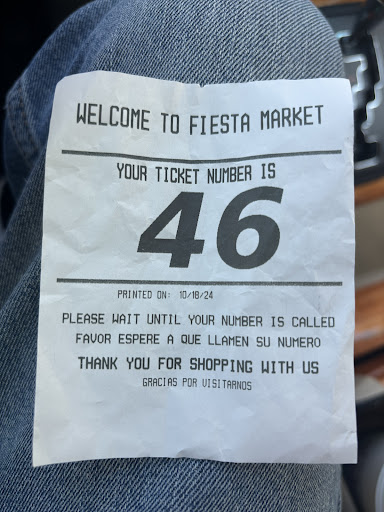 WELCOME TO FIESTA MARKET
YOUR TICKET NUMBER IS
46
PRINTED ON: 10/18/24
PLEASE WAIT UNTIL YOUR NUMBER IS CALLED
FAVOR ESPERE A QUE LLAMEN SU NUMERO
THANK YOU FOR SHOPPING WITH US
GRACIAS POR VISITARNOS